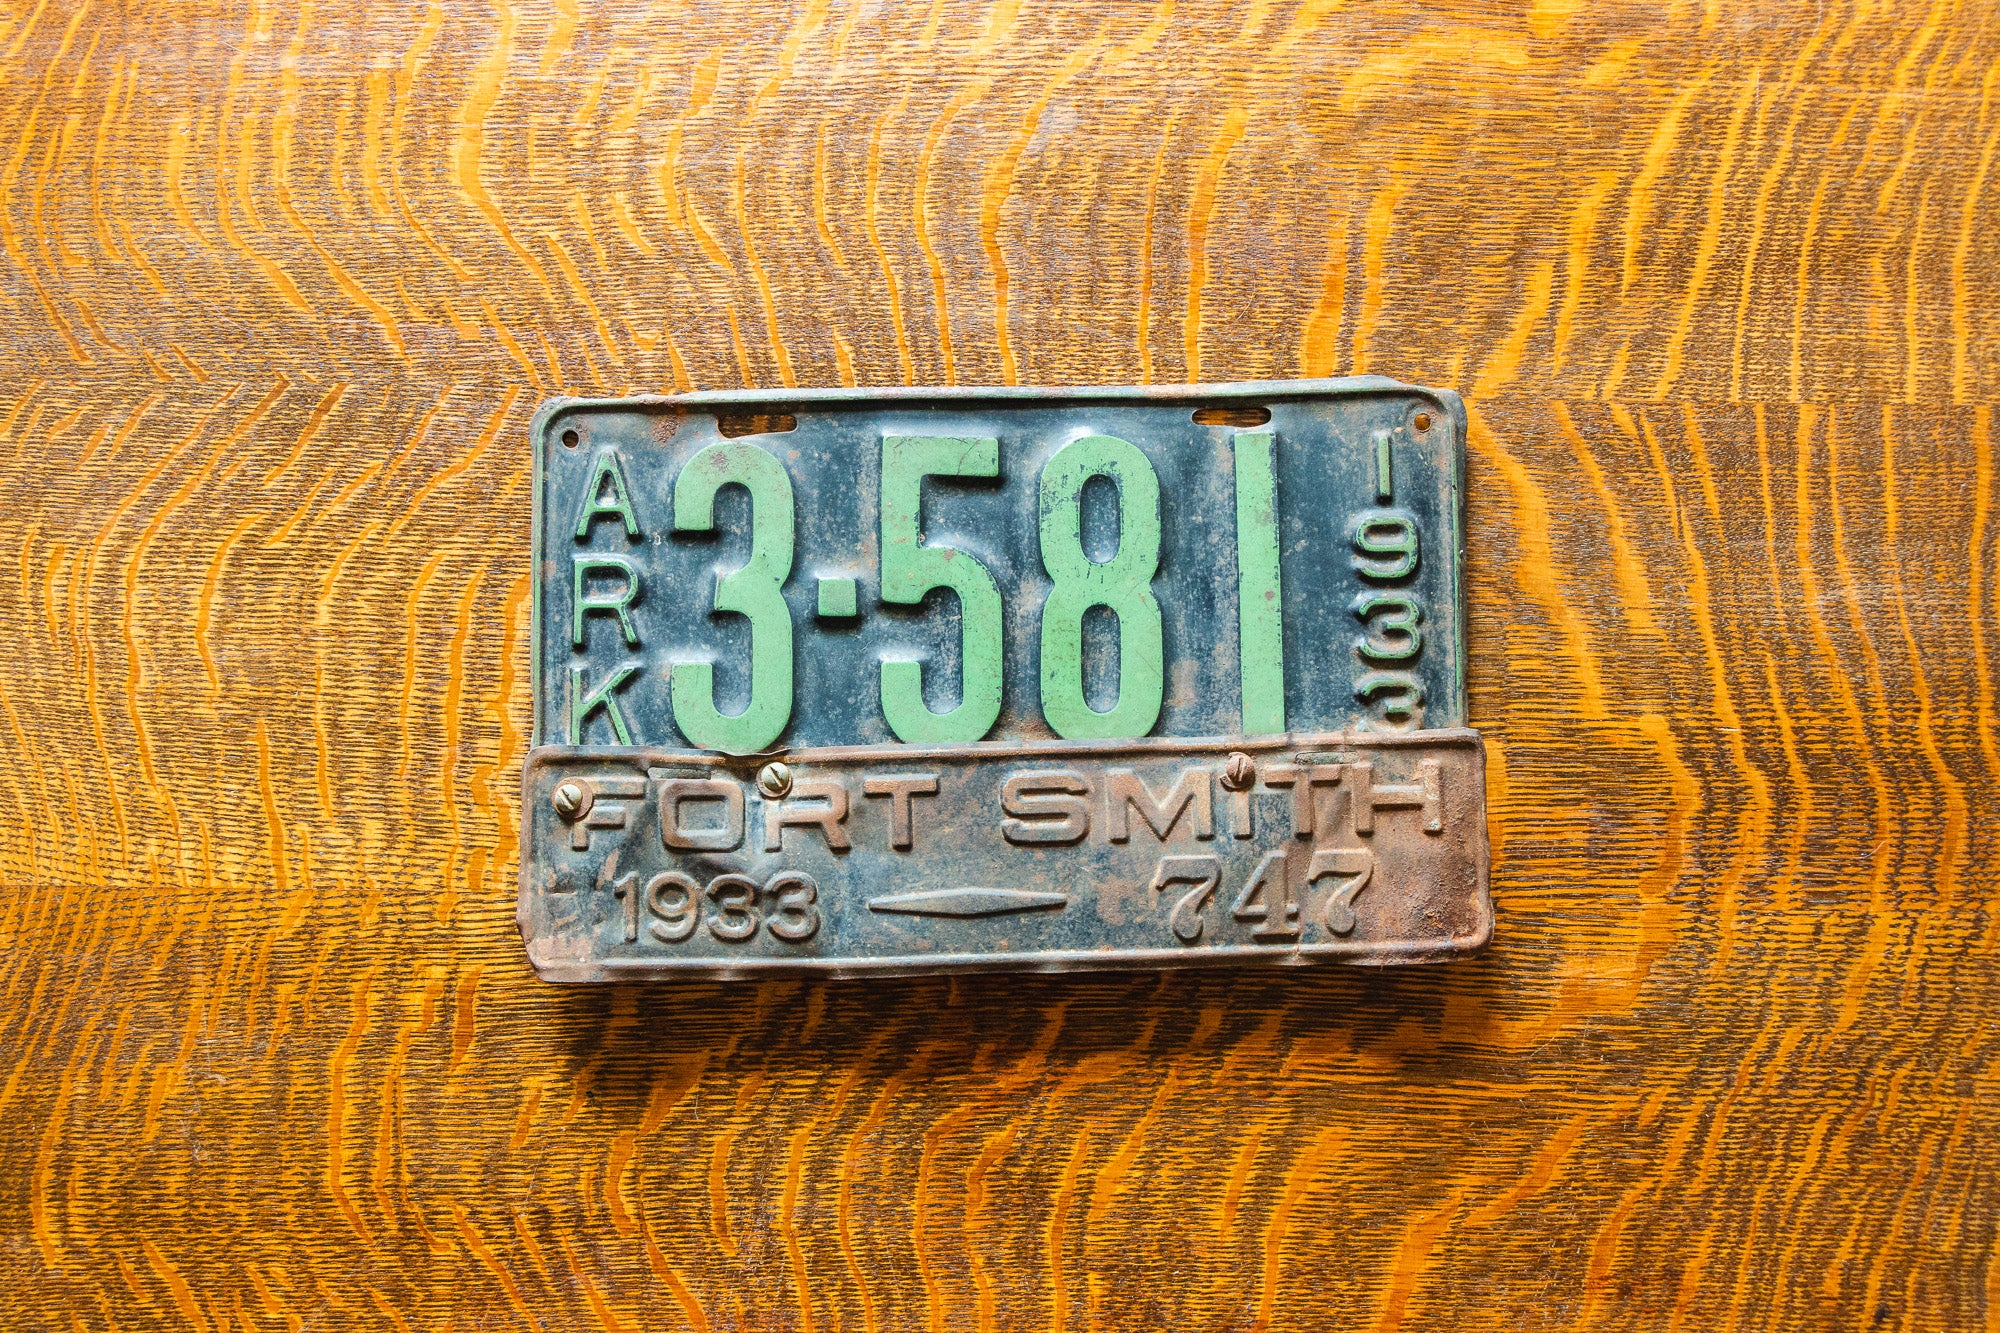 ARK
3-581
1933
FORT SMITH
1933 — 747